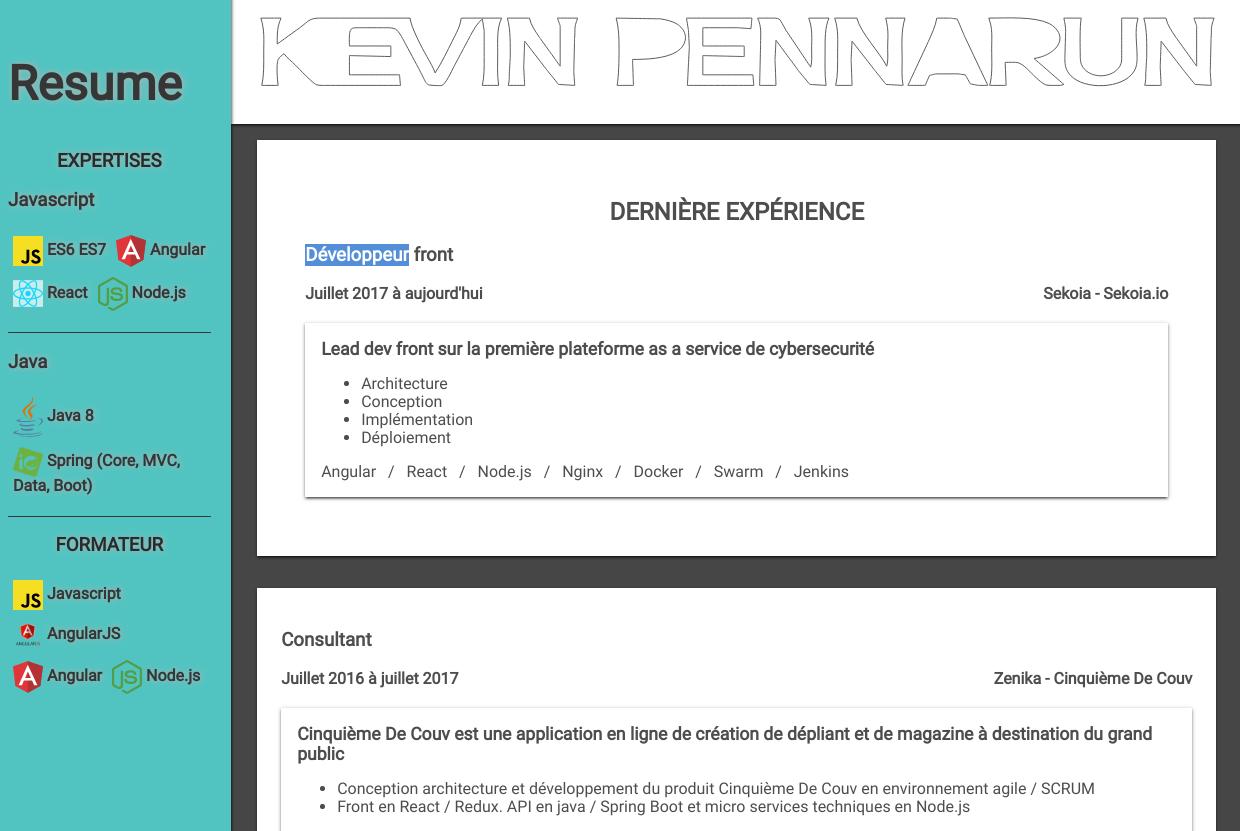 KEVIN PENNARUN
Resume
EXPERTISES
Javascript
JS ES6 ES7 A Angular
React JS Node.js
Java
Java 8
Spring (Core, MVC,
Data, Boot)
FORMATEUR
JS Javascript
AngularJS
A Angular JS Node.js
DERNIÈRE EXPÉRIENCE
Développeur front
Juillet 2017 à aujourd'hui Sekoia - Sekoia.io
Lead dev front sur la première plateforme as a service de cybersecurité
• Architecture
• Conception
• Implémentation
• Déploiement
Angular / React / Node.js / Nginx / Docker / Swarm / Jenkins
Consultant
Juillet 2016 à juillet 2017 Zenika - Cinquième De Couv
Cinquième De Couv est une application en ligne de création de dépliant et de magazine à destination du grand
public
• Conception architecture et développement du produit Cinquième De Couv en environnement agile / SCRUM
• Front en React / Redux. API en java / Spring Boot et micro services techniques en Node.js